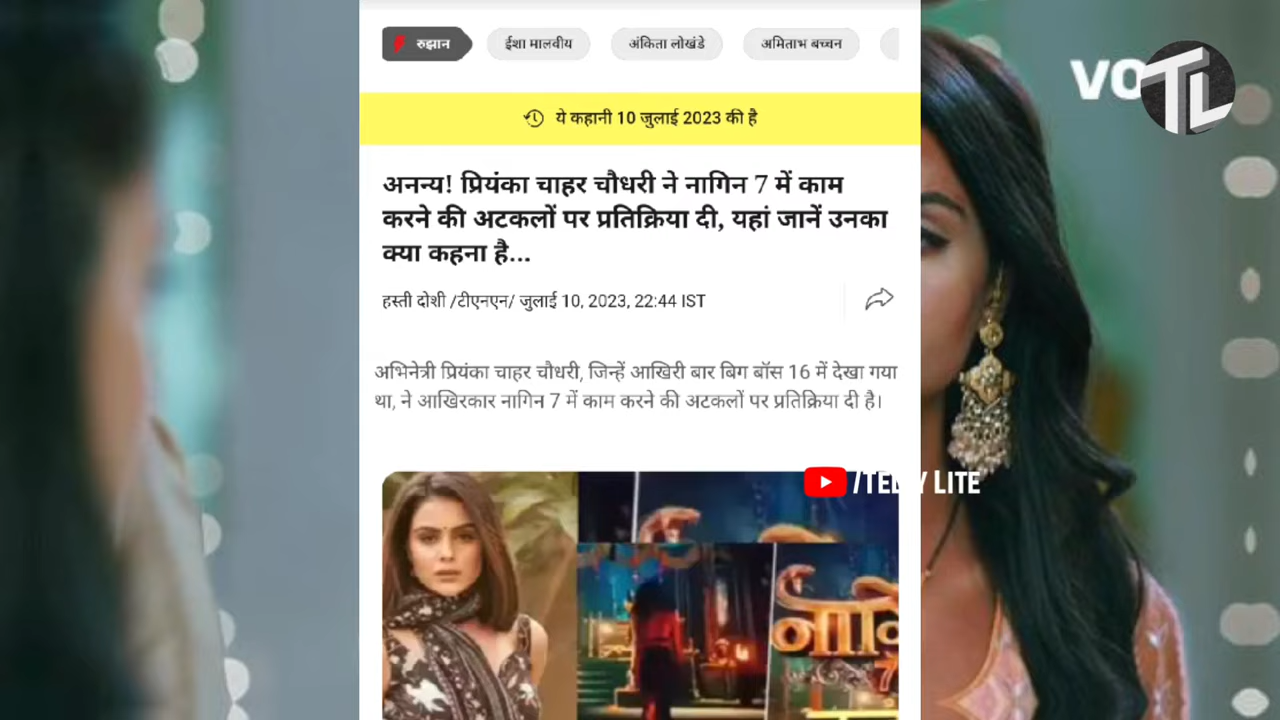 रुझान ईशा मालवीय अंकिता लोखंडे अमिताभ बच्चन
VO
TL
ये कहानी 10 जुलाई 2023 की है
अनन्य! प्रियंका चाहर चौधरी ने नागिन 7 में काम
करने की अटकलों पर प्रतिक्रिया दी, यहां जानें उनका
क्या कहना है...
हस्ती दोशी /टीएनएन/ जुलाई 10, 2023, 22:44 IST
अभिनेत्री प्रियंका चाहर चौधरी, जिन्हें आखिरी बार बिग बॉस 16 में देखा गया
था, ने आखिरकार नागिन 7 में काम करने की अटकलों पर प्रतिक्रिया दी है।
/TE Y LITE
नागि
7